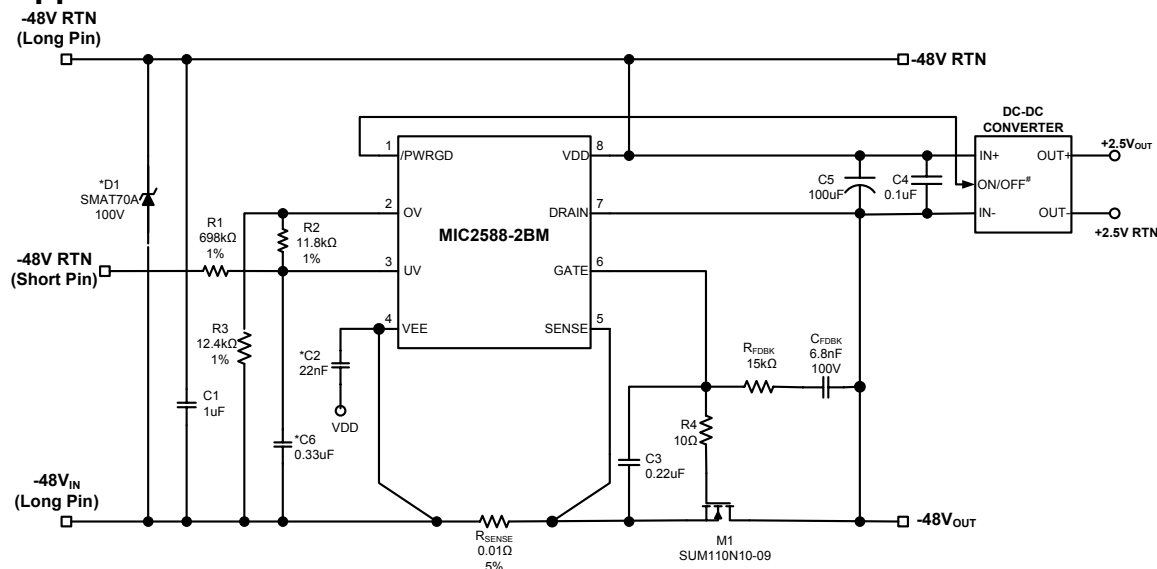 -48V RTN
(Long Pin)
-48V RTN
DC-DC
CONVERTER
1
/PWRGD
VDD
8
IN+
OUT+
+2.5VOUT
C5
100uF
C4
0.1uF
ON/OFF#
*D1
SMAT70A
100V
2
OV
DRAIN
7
IN-
OUT-
+2.5V RTN
R1
698kΩ
1%
R2
11.8kΩ
1%
MIC2588-2BM
-48V RTN
(Short Pin)
3
UV
GATE
6
4
VEE
SENSE
5
R3
12.4kΩ
1%
*C2
22nF
VDD
RFDBK
15kΩ
CFDBK
6.8nF
100V
C1
1uF
*C6
0.33uF
R4
10Ω
C3
0.22uF
-48VIN
(Long Pin)
-48VOUT
RSENSE
0.01Ω
5%
M1
SUM110N10-09